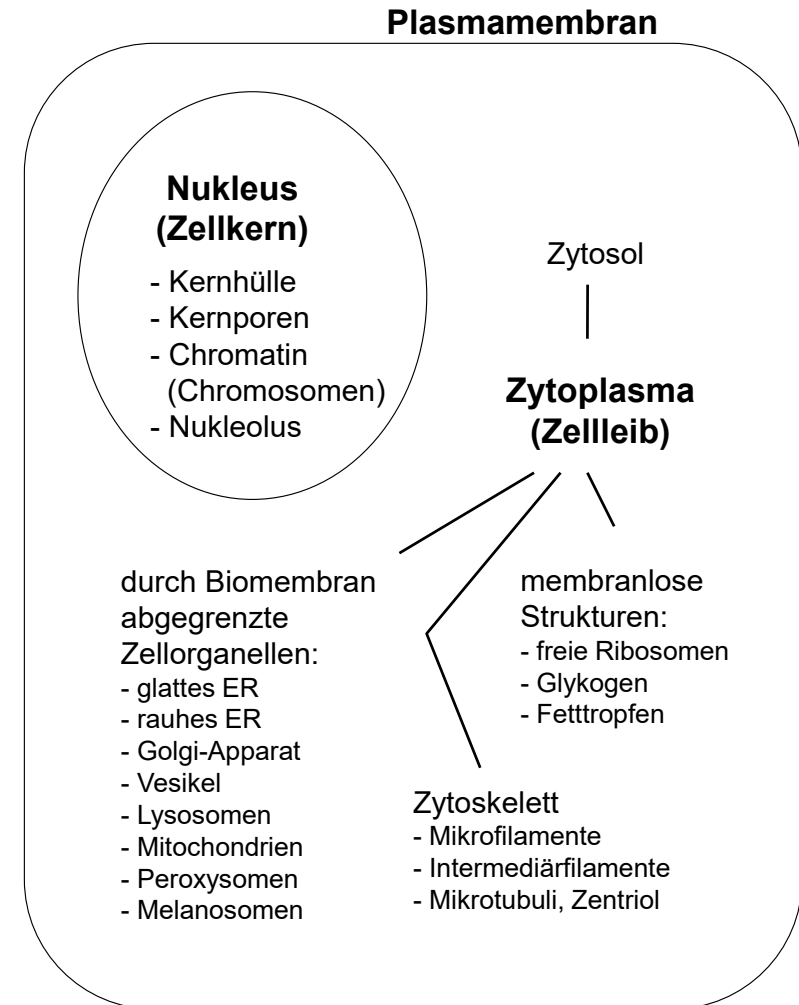 Plasmamembran
Nukleus
(Zellkern)
- Kernhülle
- Kernporen
- Chromatin
(Chromosomen)
- Nukleolus
Zytosol
Zytoplasma
(Zellleib)
durch Biomembran
abgegrenzte
Zellorganellen:
- glattes ER
- rauhes ER
- Golgi-Apparat
- Vesikel
- Lysosomen
- Mitochondrien
- Peroxysomen
- Melanosomen
membranlose
Strukturen:
- freie Ribosomen
- Glykogen
- Fetttropfen
Zytoskelett
- Mikrofilamente
- Intermediärfilamente
- Mikrotubuli, Zentriol